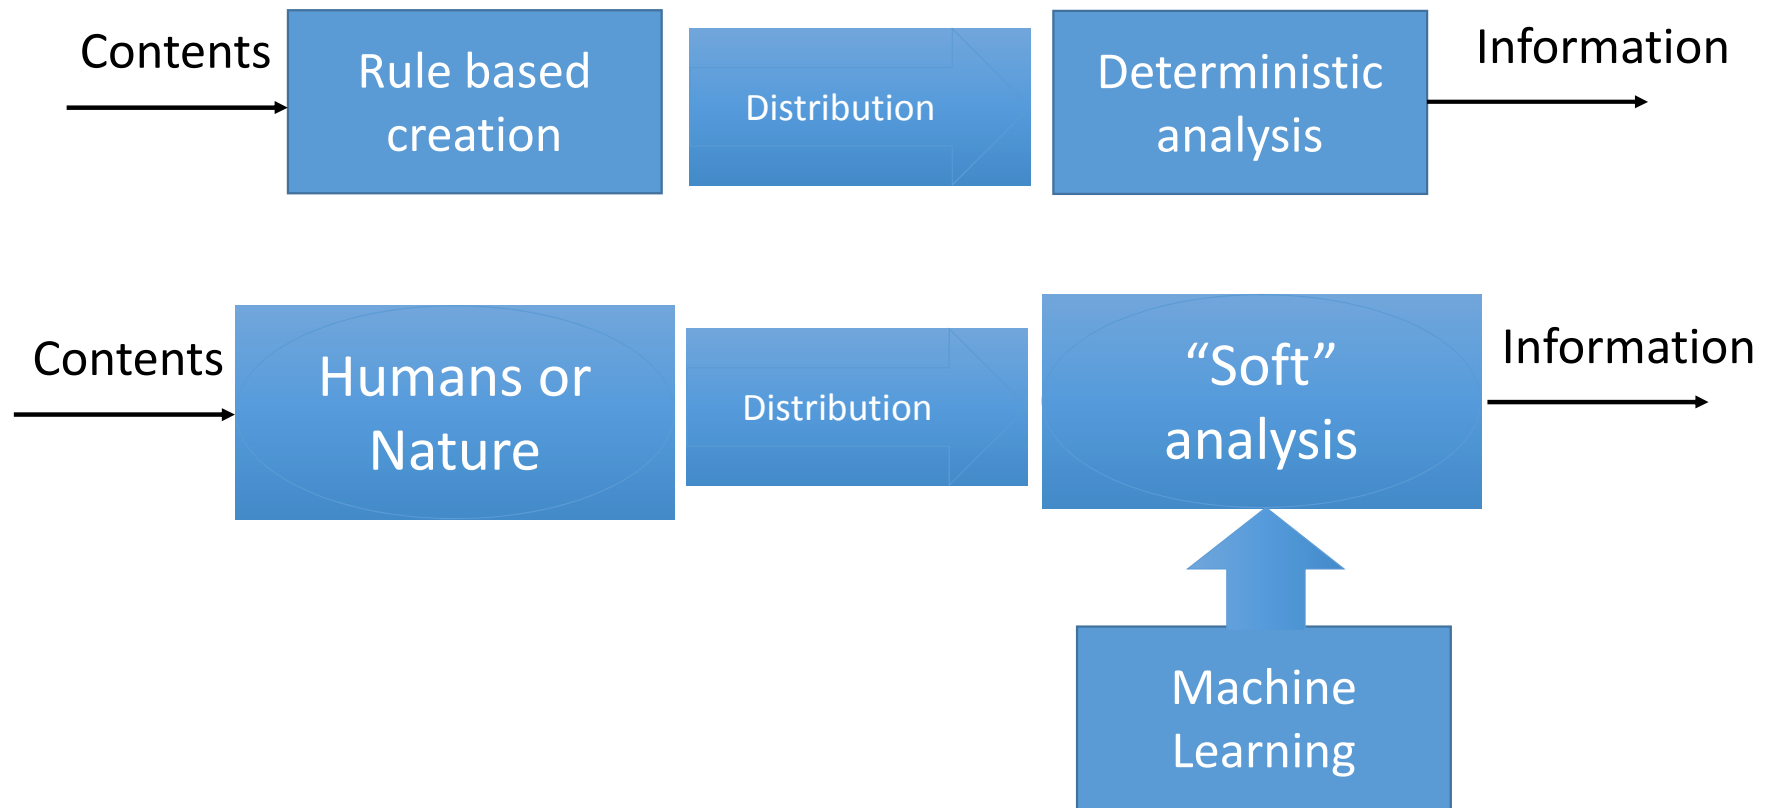 Contents
Rule based
creation
Distribution
Deterministic
analysis
Information
Contents
Humans or
Nature
Distribution
“Soft”
analysis
Information
Machine
Learning